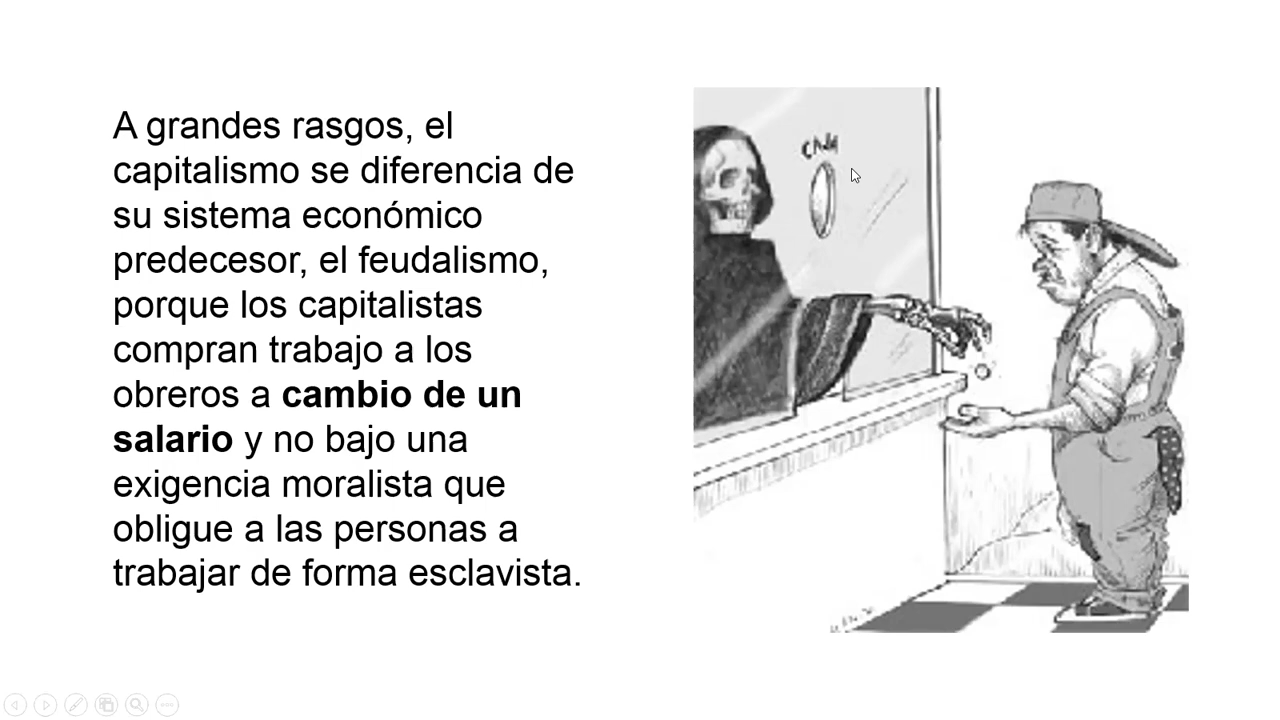 A grandes rasgos, el
capitalismo se diferencia de
su sistema económico
predecesor, el feudalismo,
porque los capitalistas
compran trabajo a los
obreros a cambio de un
salario y no bajo una
exigencia moralista que
obligue a las personas a
trabajar de forma esclavista.